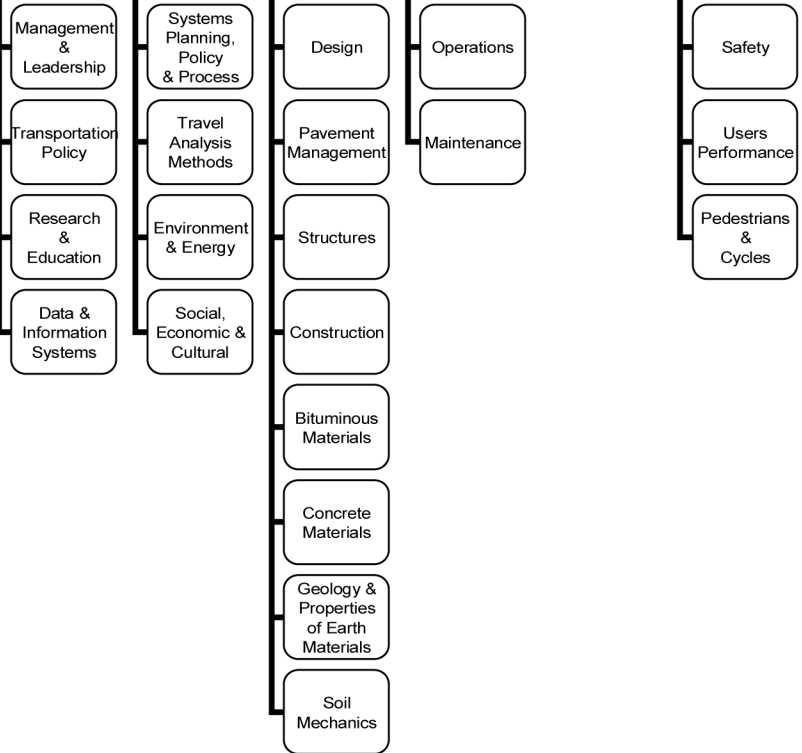 Management
&
Leadership
Transportation
Policy
Research
&
Education
Data &
Information
Systems
Systems
Planning,
Policy
& Process
Travel
Analysis
Methods
Environment
& Energy
Social,
Economic &
Cultural
Design
Pavement
Management
Structures
Construction
Bituminous
Materials
Concrete
Materials
Geology &
Properties
of Earth
Materials
Soil
Mechanics
Operations
Maintenance
Safety
Users
Performance
Pedestrians
&
Cycles